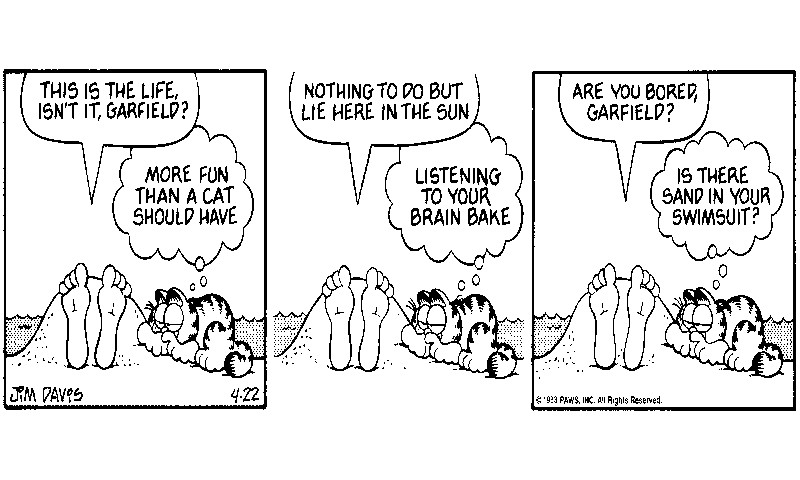 THIS IS THE LIFE,
ISN'T IT, GARFIELD?
MORE FUN
THAN A CAT
SHOULD HAVE
JIM DAVIS
4-22
NOTHING TO DO BUT
LIE HERE IN THE SUN
LISTENING
TO YOUR
BRAIN BAKE
ARE YOU BORED,
GARFIELD?
IS THERE
SAND IN YOUR
SWIMSUIT?
© 1993 PAWS, INC. All Rights Reserved.